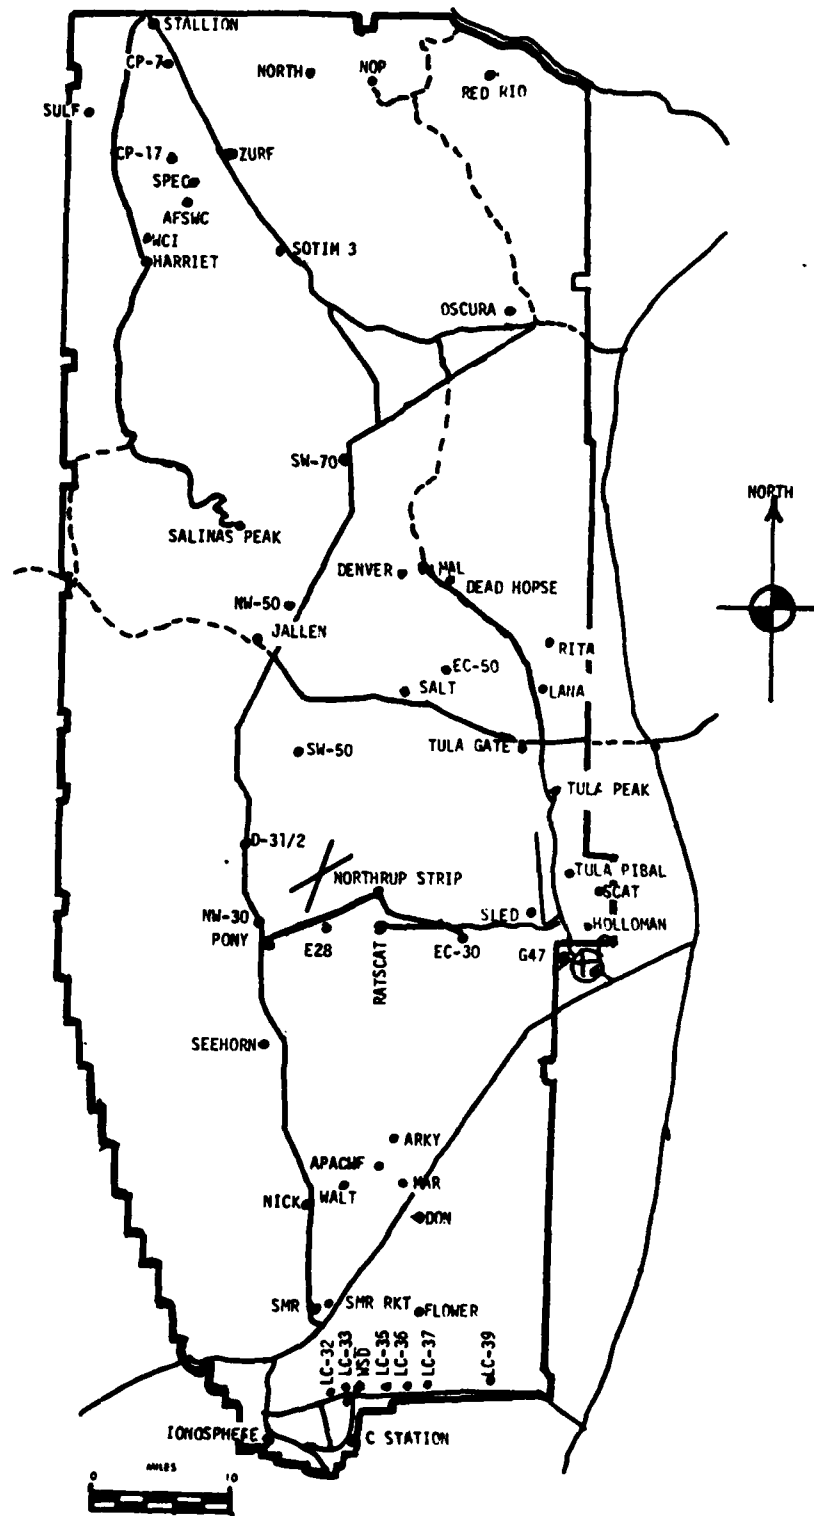 STALLION
CP-7
NORTH
NOP
RED RIO
SULF
CP-17
ZURF
SPEC
AFSWC
WCI
HARRIET
SOTIM 3
OSCURA
SW-70
NORTH
SALINAS PEAK
DENVER
MAL
DEAD HOPSE
NW-50
JALLEN
RITA
EC-50
SALT
LANA
TULA GATE
SW-50
TULA PEAK
D-31/2
NORTHRUP STRIP
TULA PIBAL
SCAT
NW-30
SLED
HOLLOMAN
PONY
E28
RATSCAT
EC-30
G47
SEEHORN
ARKY
APACWF
MAR
NICK
WALT
DON
SMR
SMR RKT
FLOWER
LC-32
LC-33
WSD
LC-35
LC-36
LC-37
LC-39
IONOSPHERE
C STATION
0 MILES 10